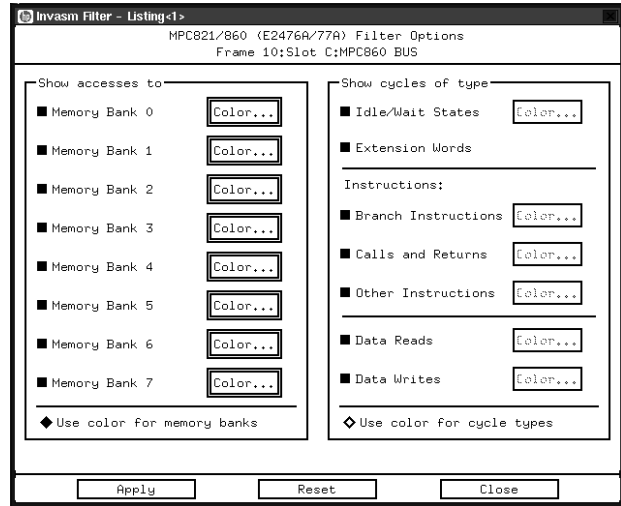 Invasm Filter - Listing<1>
MPC821/860 (E2476A/77A) Filter Options
Frame 10:Slot C:MPC860 BUS
Show accesses to
Memory Bank 0 Color...
Memory Bank 1 Color...
Memory Bank 2 Color...
Memory Bank 3 Color...
Memory Bank 4 Color...
Memory Bank 5 Color...
Memory Bank 6 Color...
Memory Bank 7 Color...
Use color for memory banks
Show cycles of type
Idle/Wait States Color...
Extension Words
Instructions:
Branch Instructions Color...
Calls and Returns Color...
Other Instructions Color...
Data Reads Color...
Data Writes Color...
Use color for cycle types
Apply Reset Close